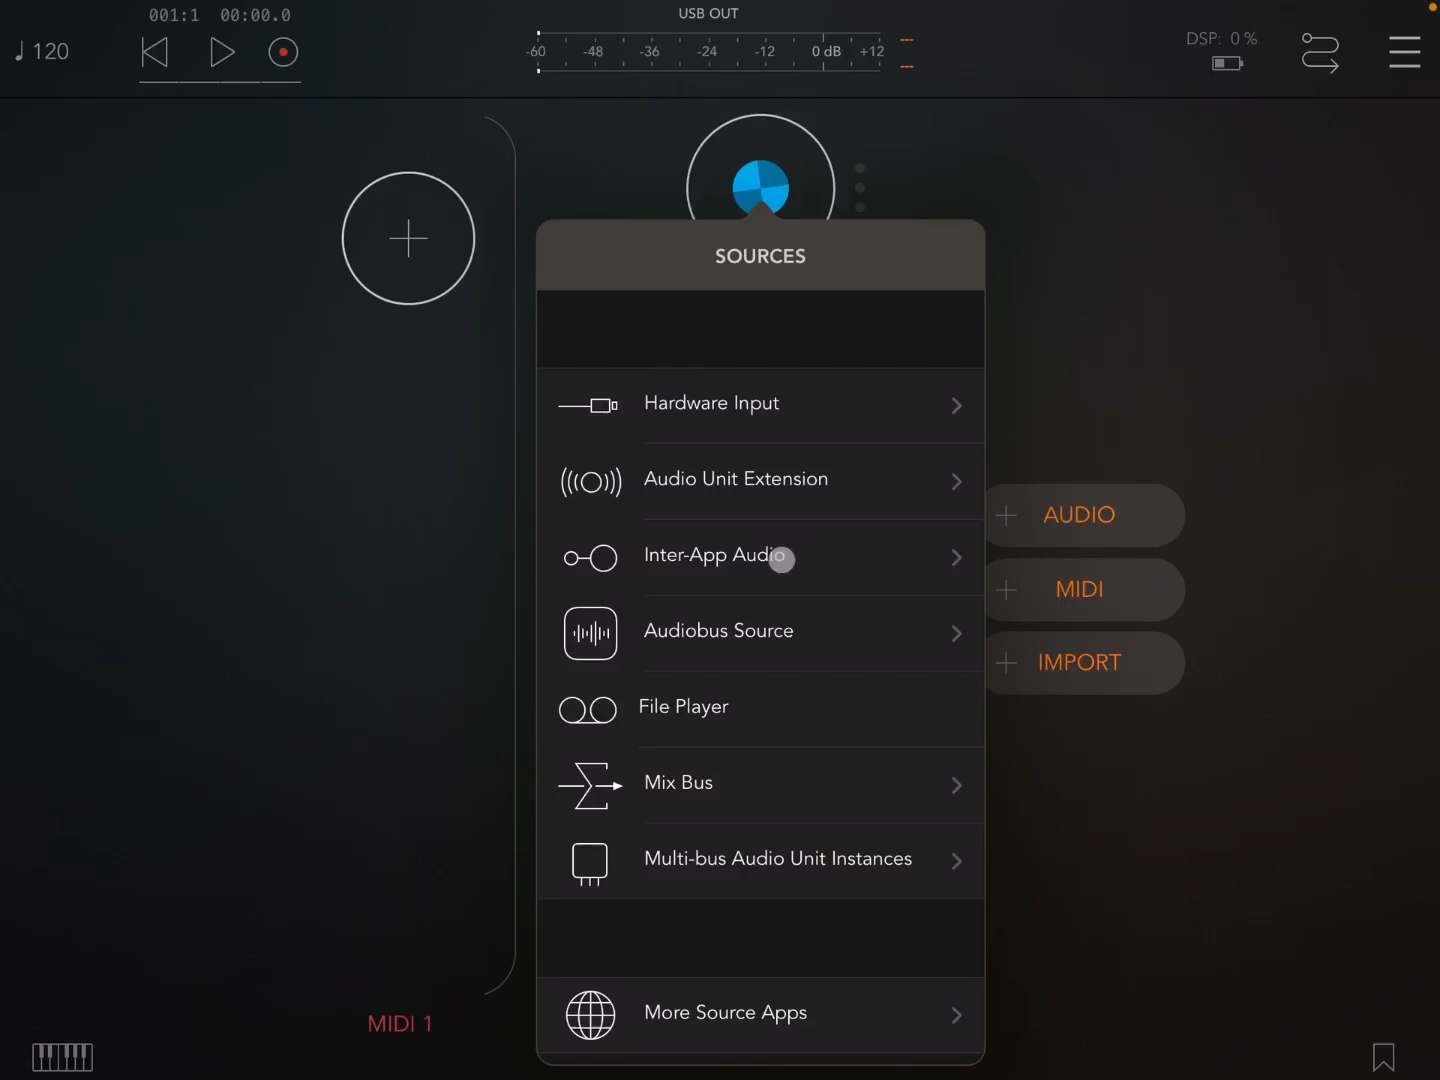 001:1 00:00.0
120
USB OUT
-60 -48 -36 -24 -12 0 dB +12
DSP: 0 %
SOURCES
Hardware Input
Audio Unit Extension
Inter-App Audio
Audiobus Source
File Player
Mix Bus
Multi-bus Audio Unit Instances
More Source Apps
AUDIO
MIDI
IMPORT
MIDI 1